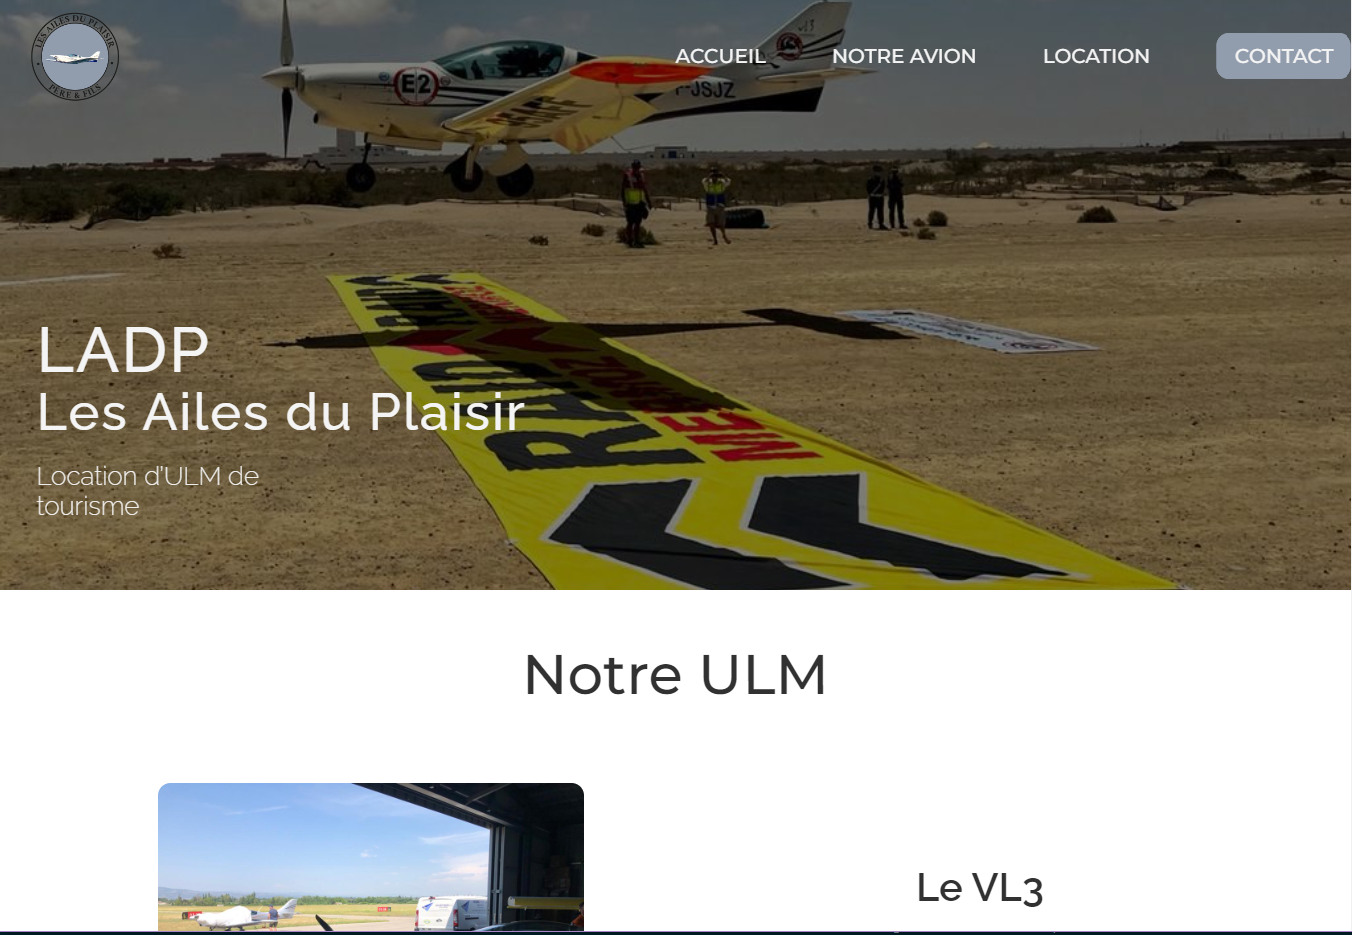 LES AILES DU PLAISIR
PÈRE & FILS
ACCUEIL
NOTRE AVION
LOCATION
CONTACT
E2
F-JSJZ
RAID
LADP
Les Ailes du Plaisir
Location d'ULM de
tourisme
Notre ULM
Le VL3